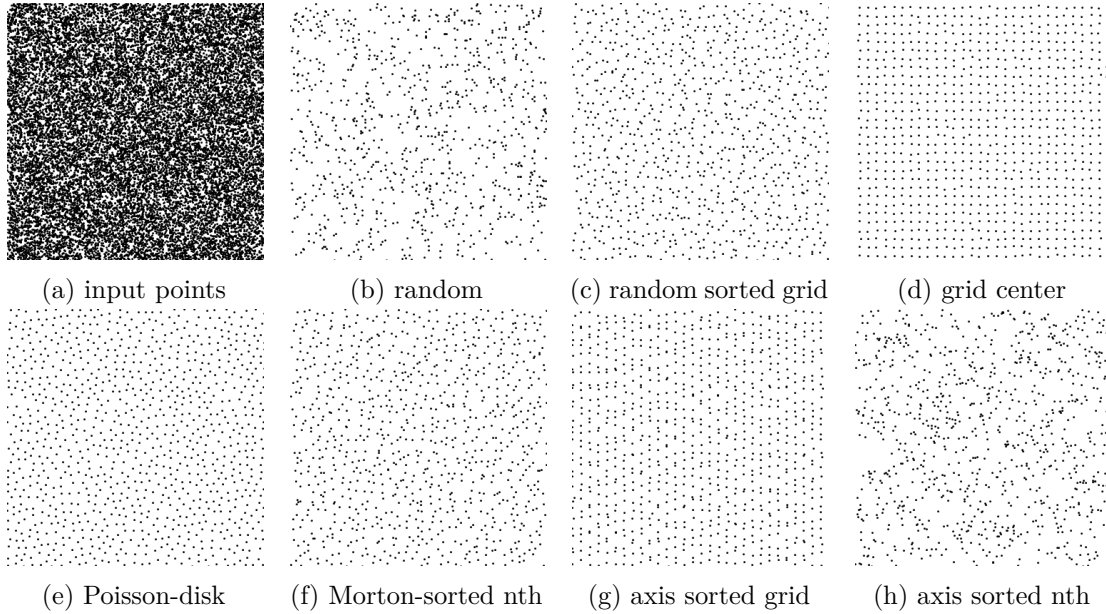 (a) input points
(b) random
(c) random sorted grid
(d) grid center
(e) Poisson-disk
(f) Morton-sorted nth
(g) axis sorted grid
(h) axis sorted nth